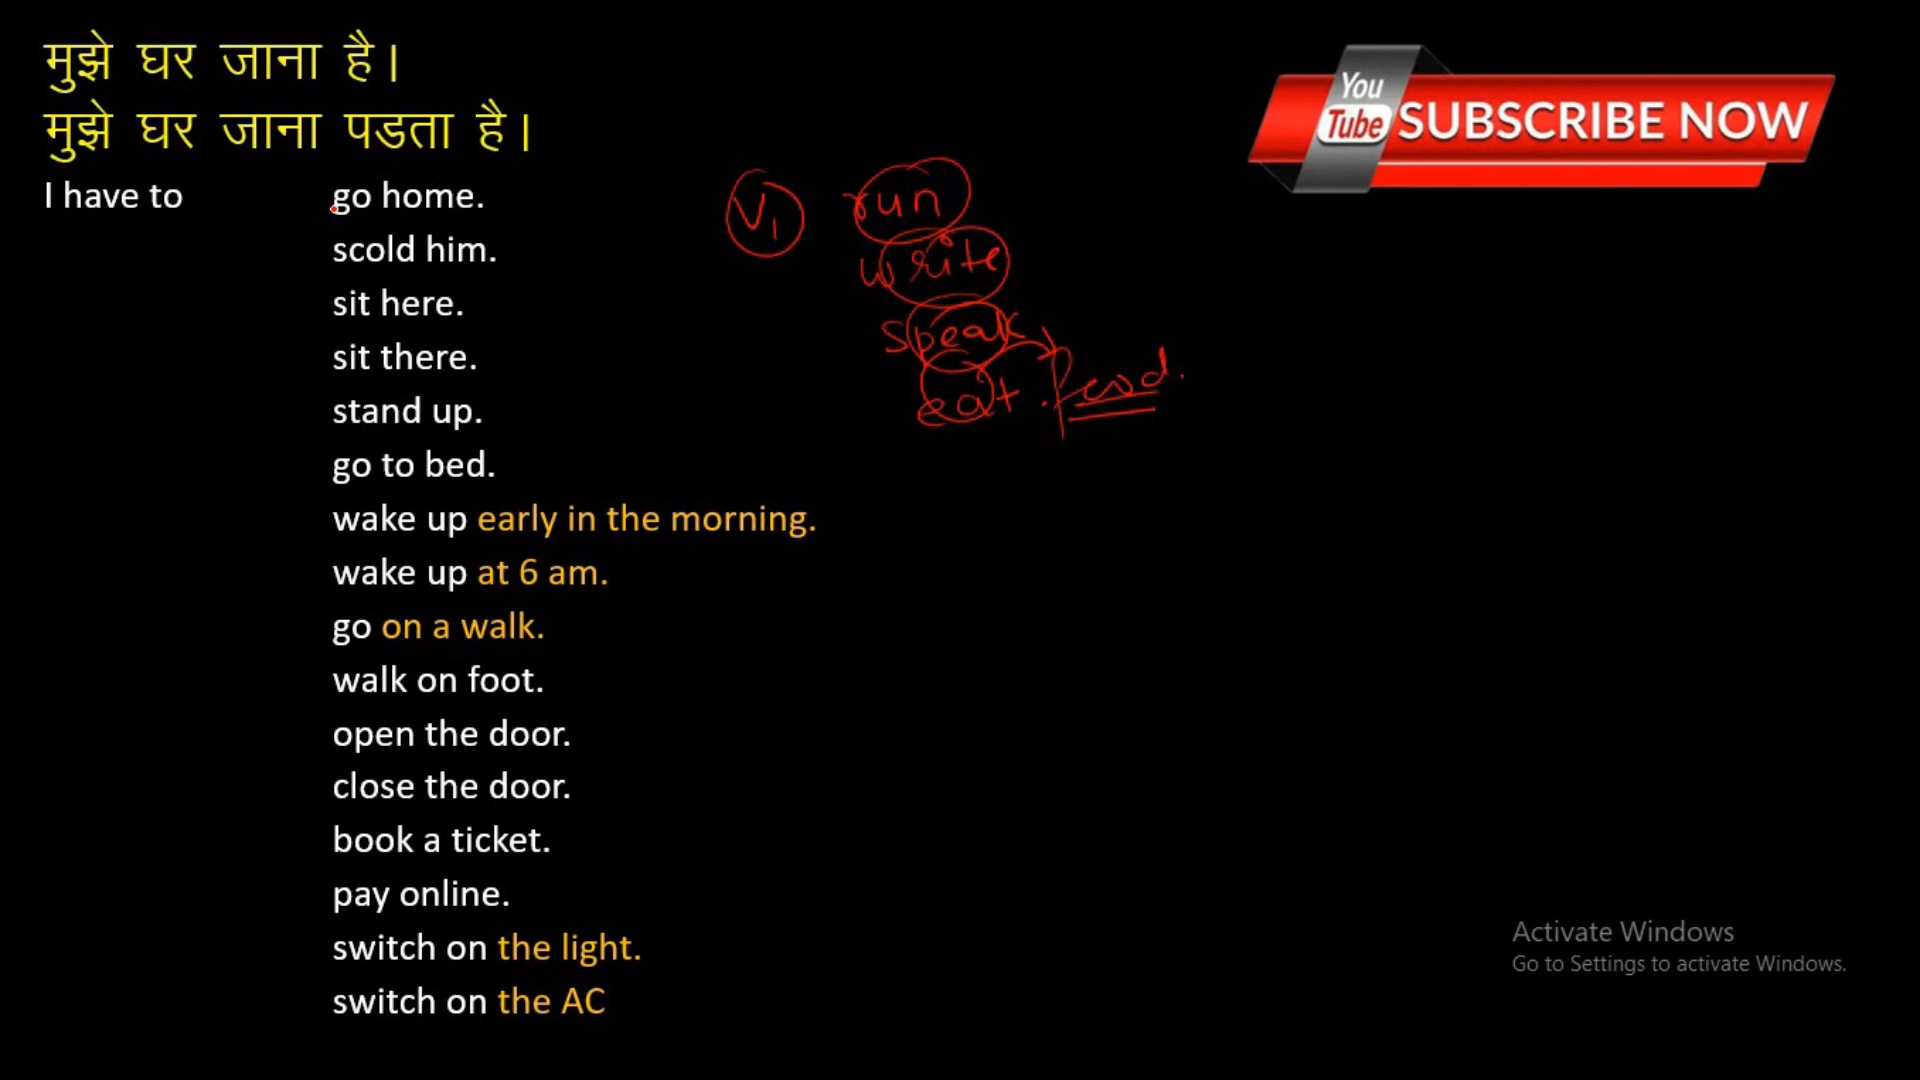 मुझे घर जाना है।
मुझे घर जाना पडता है।
I have to go home.
scold him.
sit here.
sit there.
stand up.
go to bed.
wake up early in the morning.
wake up at 6 am.
go on a walk.
walk on foot.
open the door.
close the door.
book a ticket.
pay online.
switch on the light.
switch on the AC
V1
run
write
speak
eat food.
You
Tube SUBSCRIBE NOW
Activate Windows
Go to Settings to activate Windows.